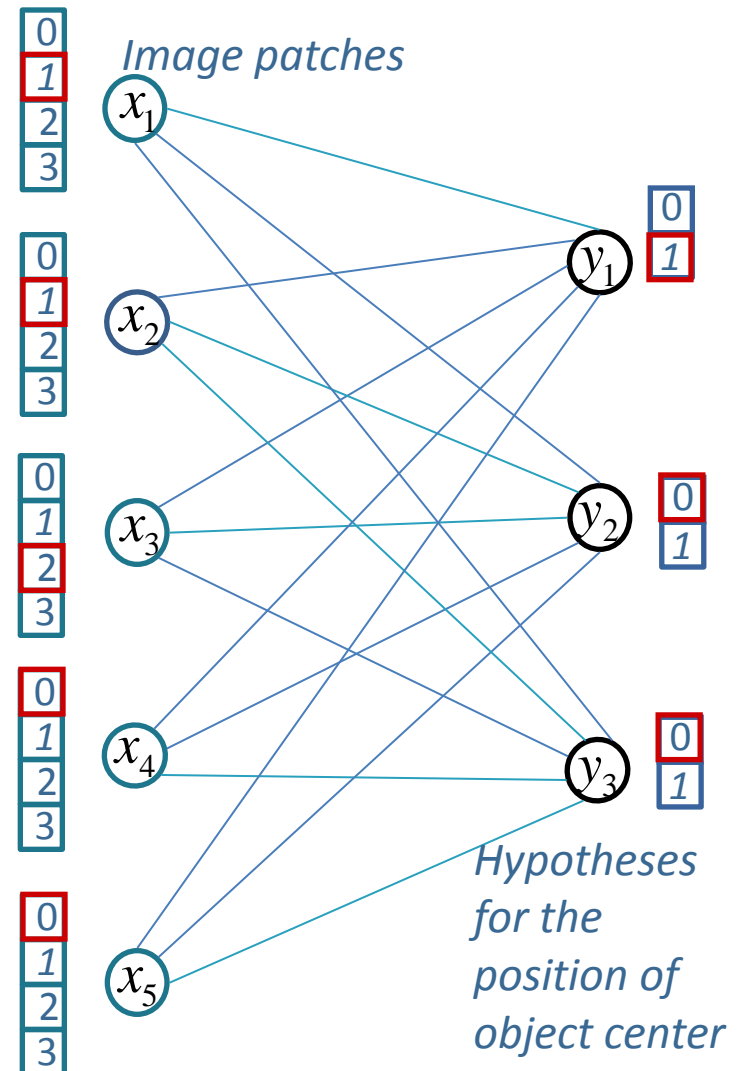 Image patches
0
1
2
3
x1
0
1
y1
0
1
2
3
x2
0
1
2
3
x3
0
1
y2
0
1
2
3
x4
0
1
y3
Hypotheses
for the
position of
object center
0
1
2
3
x5